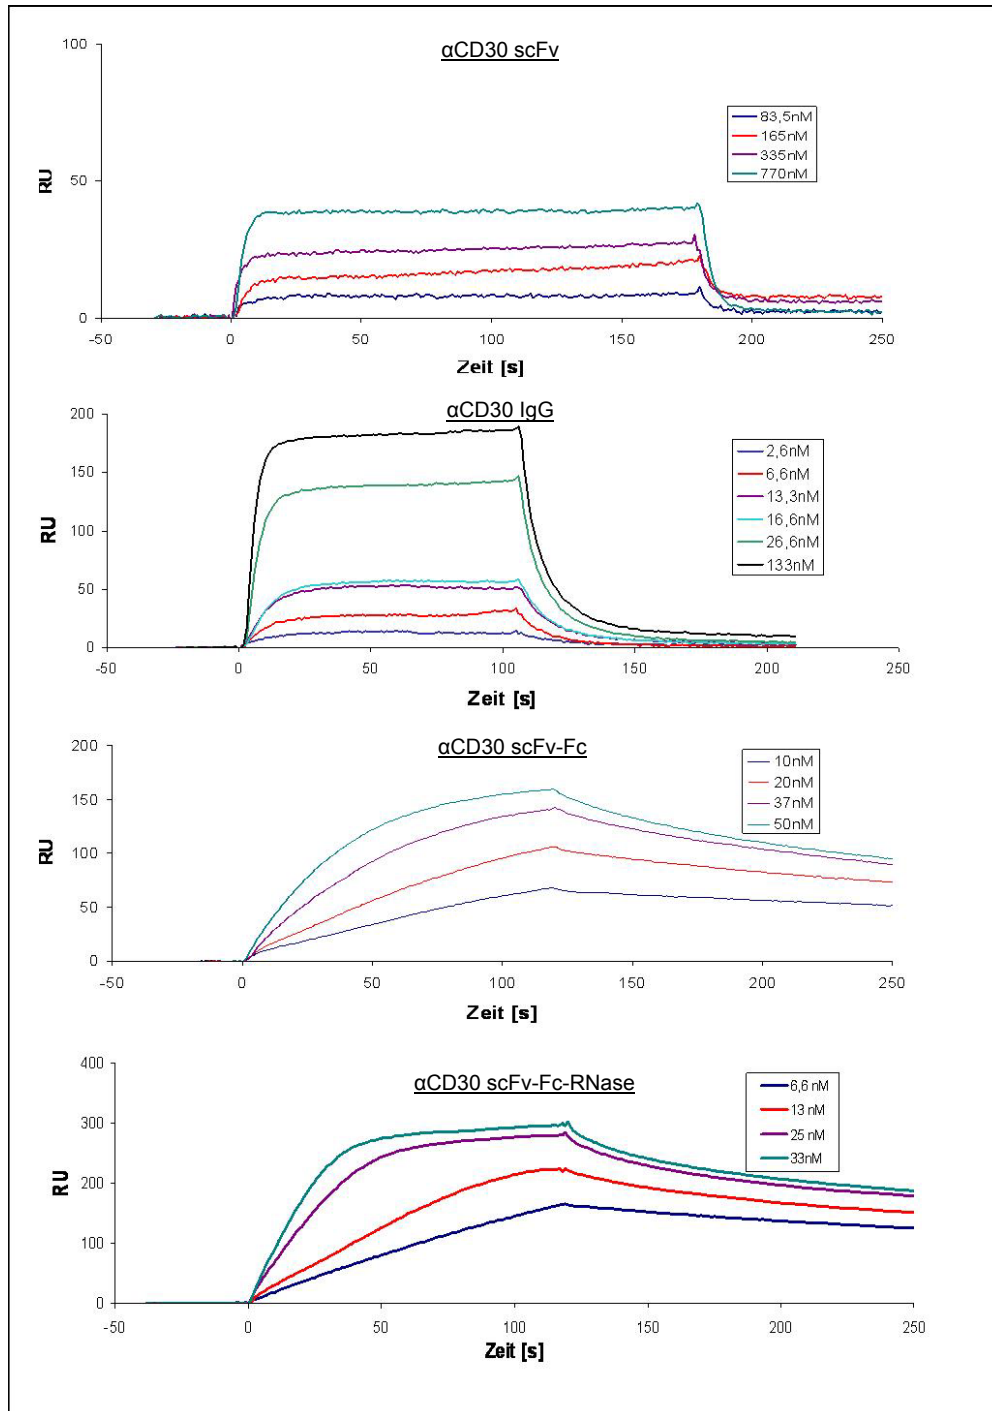 αCD30 scFv
100
50
0
RU
83,5nM
165nM
335nM
770nM
-50 0 50 100 150 200 250
Zeit [s]
αCD30 IgG
200
150
100
50
0
RU
2,6nM
6,6nM
13,3nM
16,6nM
26,6nM
133nM
-50 0 50 100 150 200 250
Zeit [s]
αCD30 scFv-Fc
200
150
100
50
0
RU
10nM
20nM
37nM
50nM
-50 0 50 100 150 200 250
Zeit [s]
αCD30 scFv-Fc-RNase
400
300
200
100
0
RU
6,6 nM
13 nM
25 nM
33nM
-50 0 50 100 150 200 250
Zeit [s]